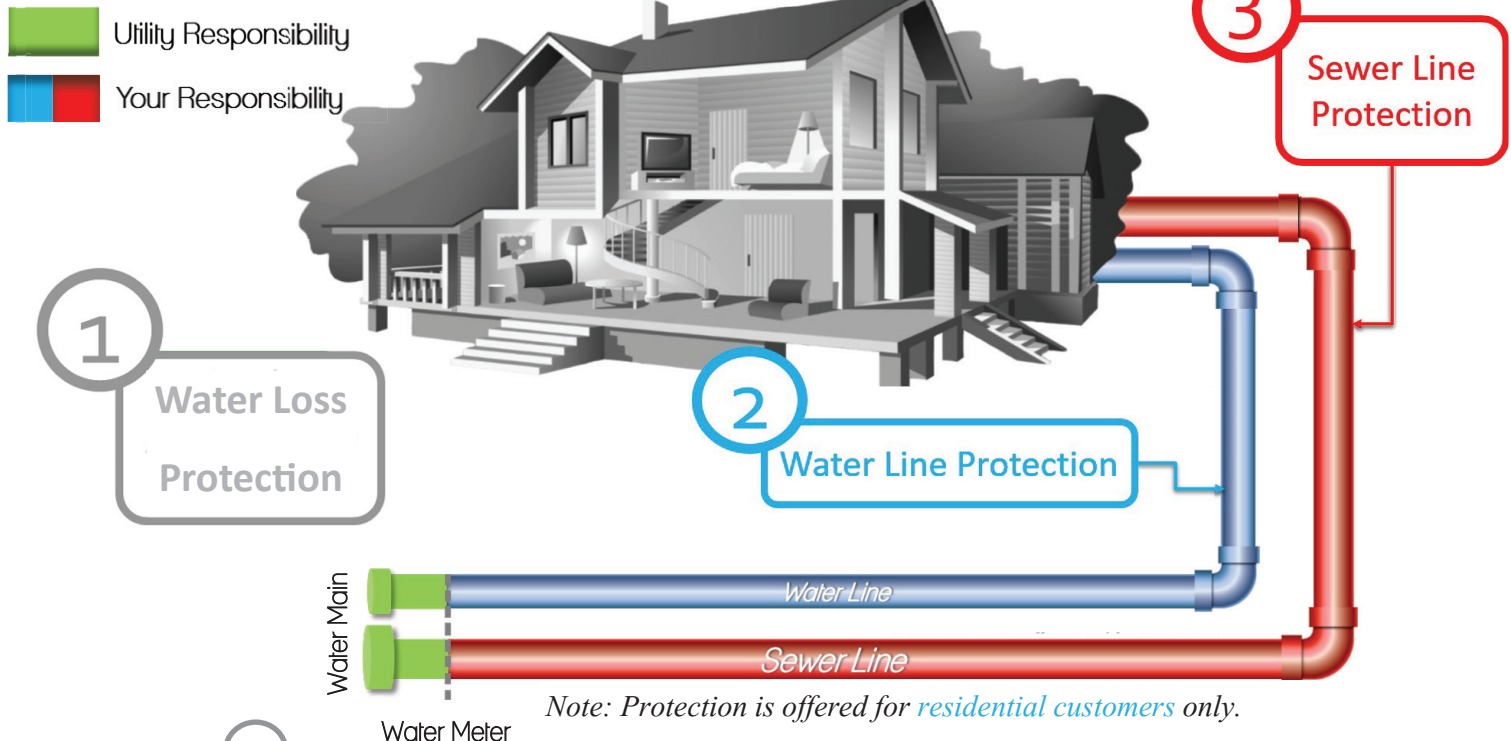 Utility Responsibility
Your Responsibility
3
Sewer Line
Protection
1
Water Loss
Protection
2
Water Line Protection
Water Main
Water Line
Sewer Line
Note: Protection is offered for residential customers only.
Water Meter